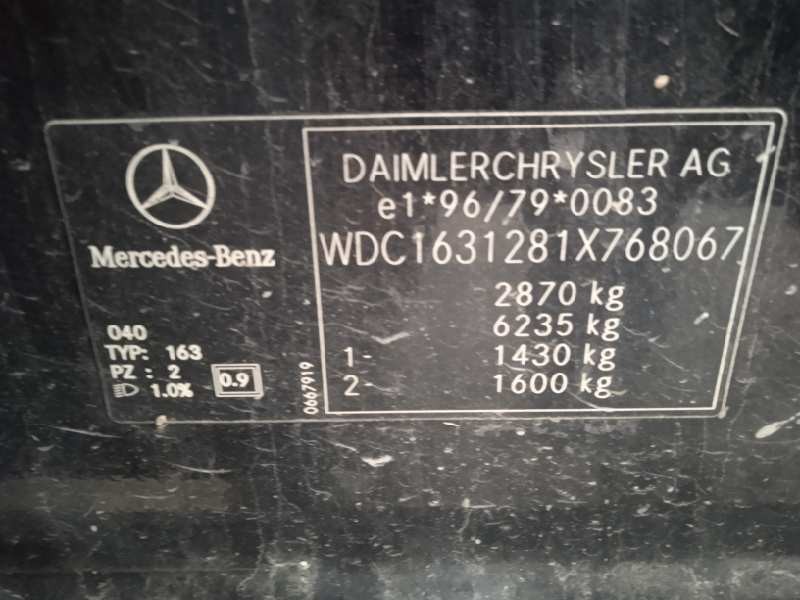 Mercedes-Benz
040
TYP: 163
PZ : 2
1.0%
0.9
0667919
DAIMLERCHRYSLER AG
e1*96/79*0083
WDC1631281X768067
2870 kg
6235 kg
1- 1430 kg
2- 1600 kg